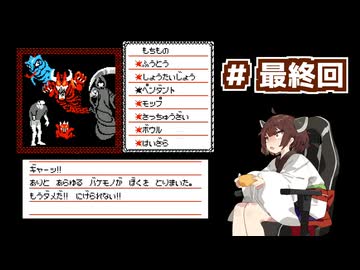 もちもの
★ふうとう
★しょうたいじょう
★ペンダント
★モップ
★さっちゅうざい
★ボウル
★はいざら
#最終回
ギャーッ!!
ありと あらゆる バケモノが ぼくを とりまいた。
もうダメだ!! にげられない!!